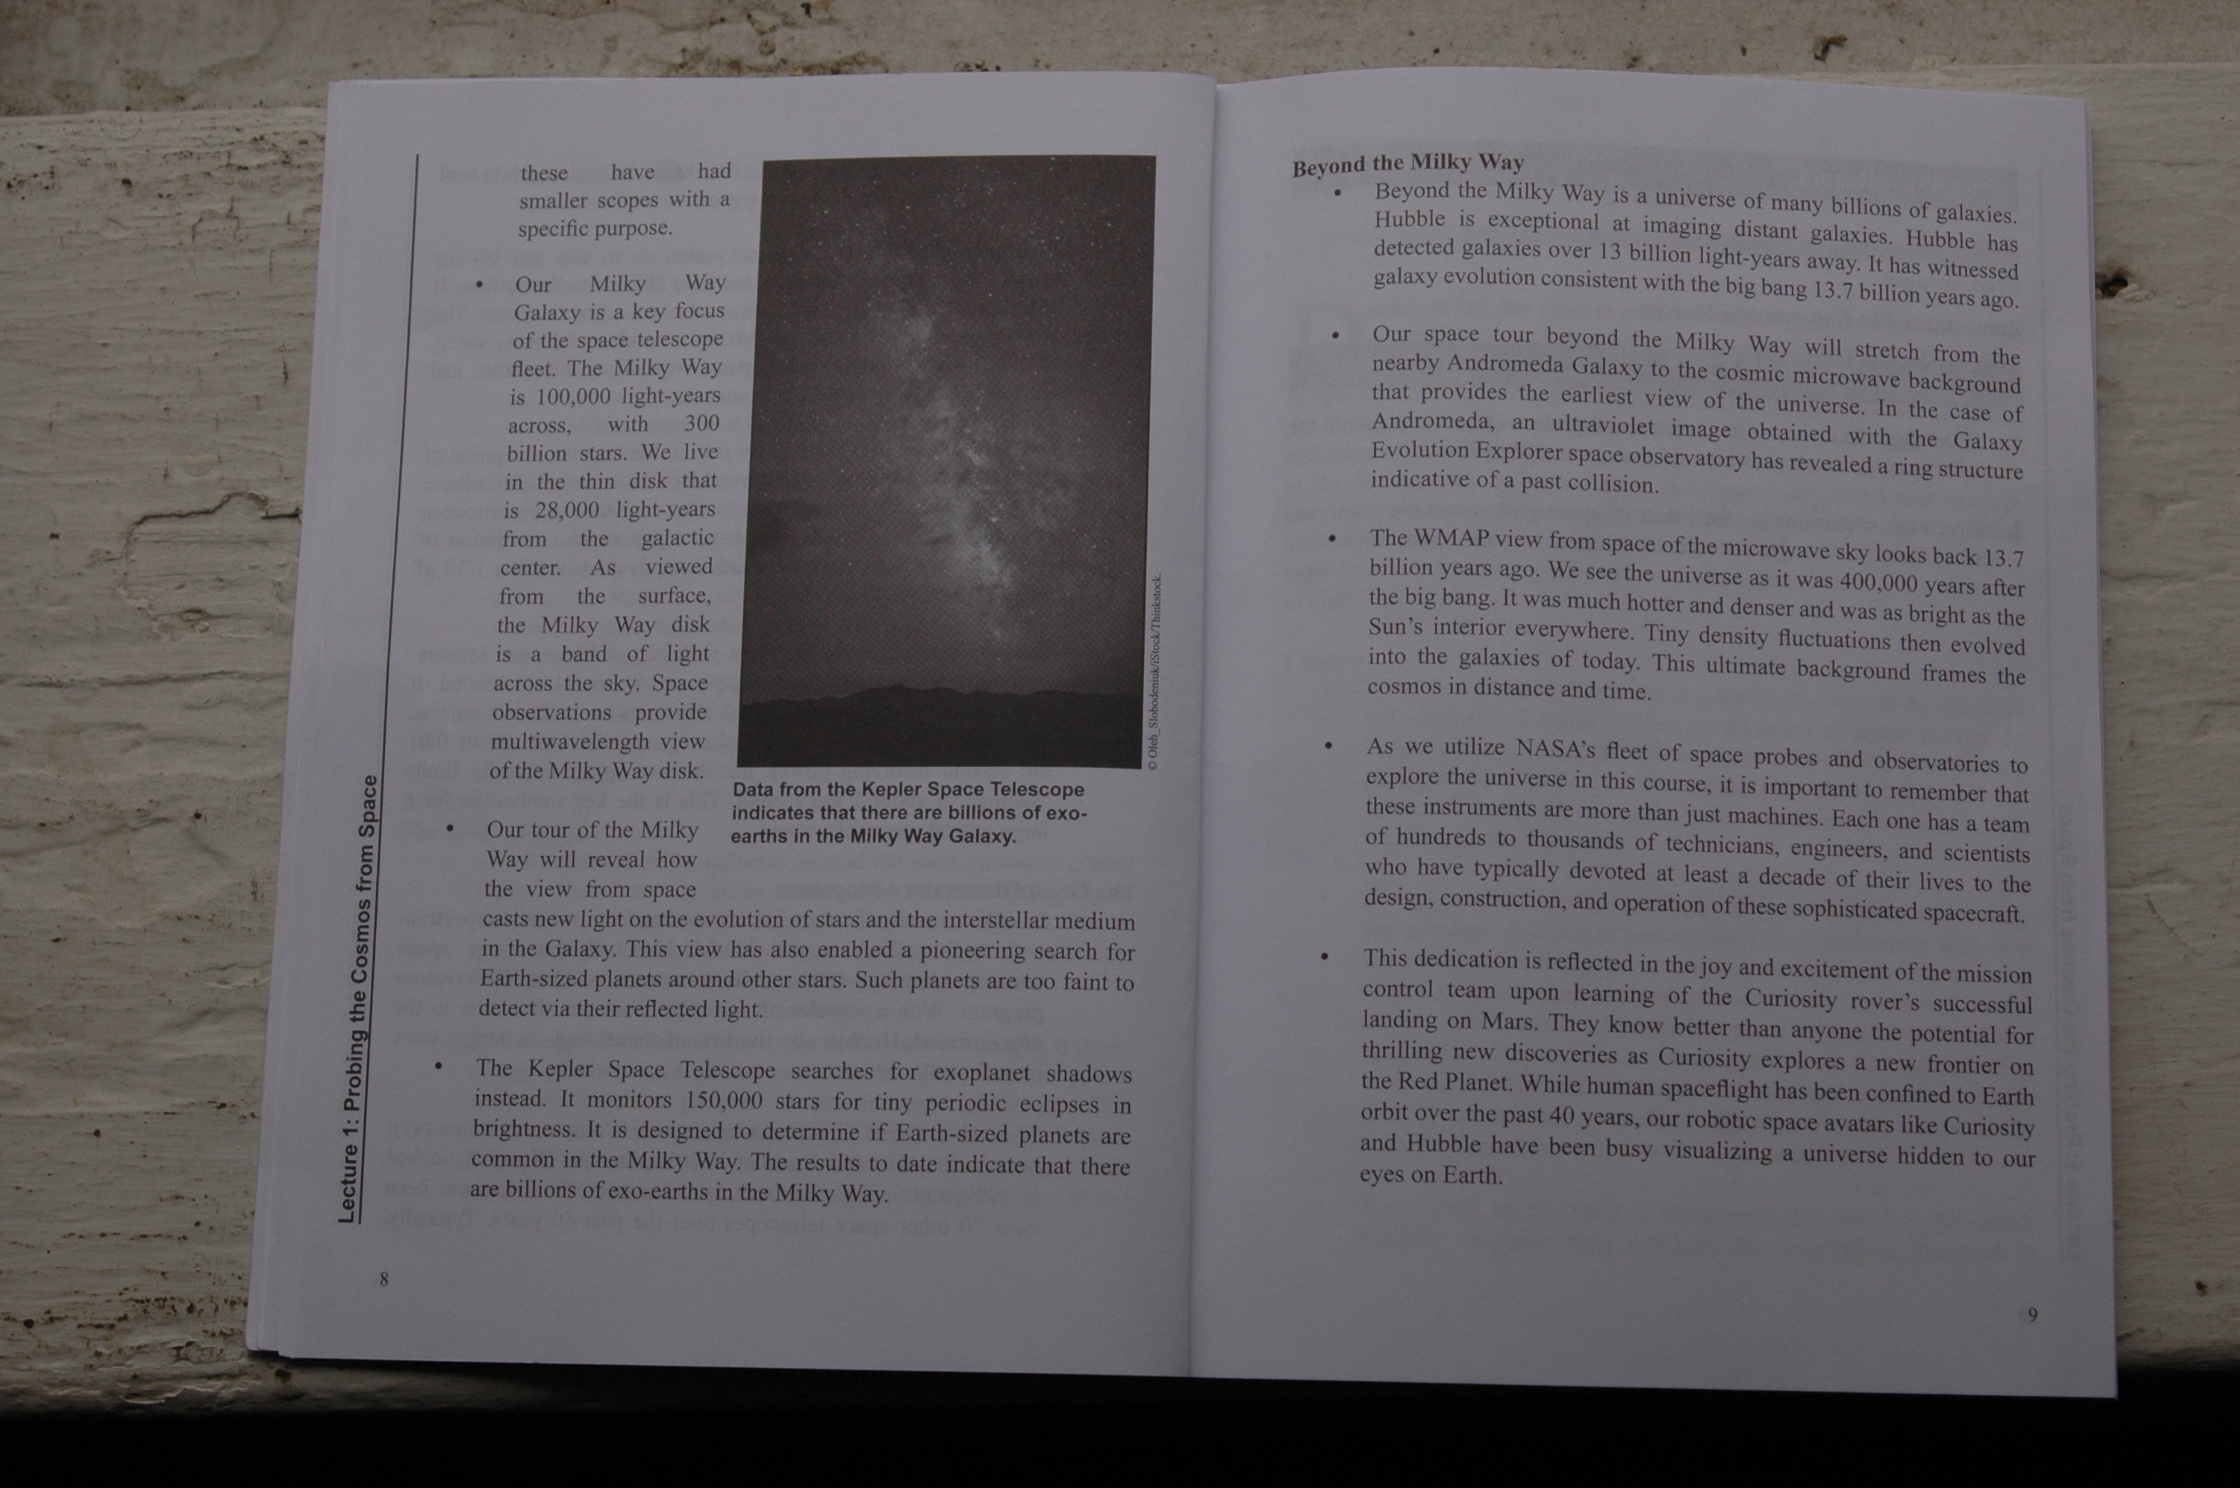 these have had
smaller scopes with a
specific purpose.
• Our Milky Way
Galaxy is a key focus
of the space telescope
fleet. The Milky Way
is 100,000 light-years
across, with 300
billion stars. We live
in the thin disk that
is 28,000 light-years
from the galactic
center. As viewed
from the surface,
the Milky Way disk
is a band of light
across the sky. Space
observations provide
multiwavelength view
of the Milky Way disk.
© Oleh_Slobodeniuk/iStock/Thinkstock.
Data from the Kepler Space Telescope
indicates that there are billions of exo-
earths in the Milky Way Galaxy.
• Our tour of the Milky
Way will reveal how
the view from space
casts new light on the evolution of stars and the interstellar medium
in the Galaxy. This view has also enabled a pioneering search for
Earth-sized planets around other stars. Such planets are too faint to
detect via their reflected light.
• The Kepler Space Telescope searches for exoplanet shadows
instead. It monitors 150,000 stars for tiny periodic eclipses in
brightness. It is designed to determine if Earth-sized planets are
common in the Milky Way. The results to date indicate that there
are billions of exo-earths in the Milky Way.
Lecture 1: Probing the Cosmos from Space
8
Beyond the Milky Way
• Beyond the Milky Way is a universe of many billions of galaxies.
Hubble is exceptional at imaging distant galaxies. Hubble has
detected galaxies over 13 billion light-years away. It has witnessed
galaxy evolution consistent with the big bang 13.7 billion years ago.
• Our space tour beyond the Milky Way will stretch from the
nearby Andromeda Galaxy to the cosmic microwave background
that provides the earliest view of the universe. In the case of
Andromeda, an ultraviolet image obtained with the Galaxy
Evolution Explorer space observatory has revealed a ring structure
indicative of a past collision.
• The WMAP view from space of the microwave sky looks back 13.7
billion years ago. We see the universe as it was 400,000 years after
the big bang. It was much hotter and denser and was as bright as the
Sun's interior everywhere. Tiny density fluctuations then evolved
into the galaxies of today. This ultimate background frames the
cosmos in distance and time.
• As we utilize NASA's fleet of space probes and observatories to
explore the universe in this course, it is important to remember that
these instruments are more than just machines. Each one has a team
of hundreds to thousands of technicians, engineers, and scientists
who have typically devoted at least a decade of their lives to the
design, construction, and operation of these sophisticated spacecraft.
• This dedication is reflected in the joy and excitement of the mission
control team upon learning of the Curiosity rover's successful
landing on Mars. They know better than anyone the potential for
thrilling new discoveries as Curiosity explores a new frontier on
the Red Planet. While human spaceflight has been confined to Earth
orbit over the past 40 years, our robotic space avatars like Curiosity
and Hubble have been busy visualizing a universe hidden to our
eyes on Earth.
9